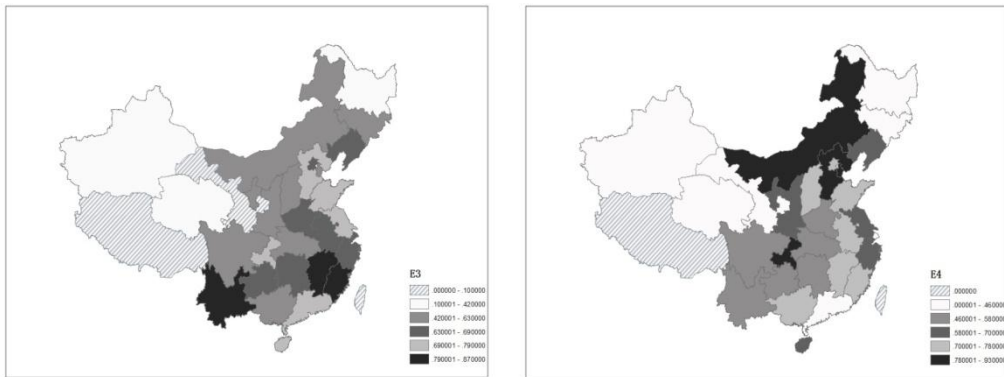 E3
000000 - .100000
.100001 - .420000
.420001 - .630000
.630001 - .690000
.690001 - .790000
.790001 - .870000
E4
.000000
.000001 - .460000
.460001 - .580000
.580001 - .700000
.700001 - .780000
.780001 - .930000